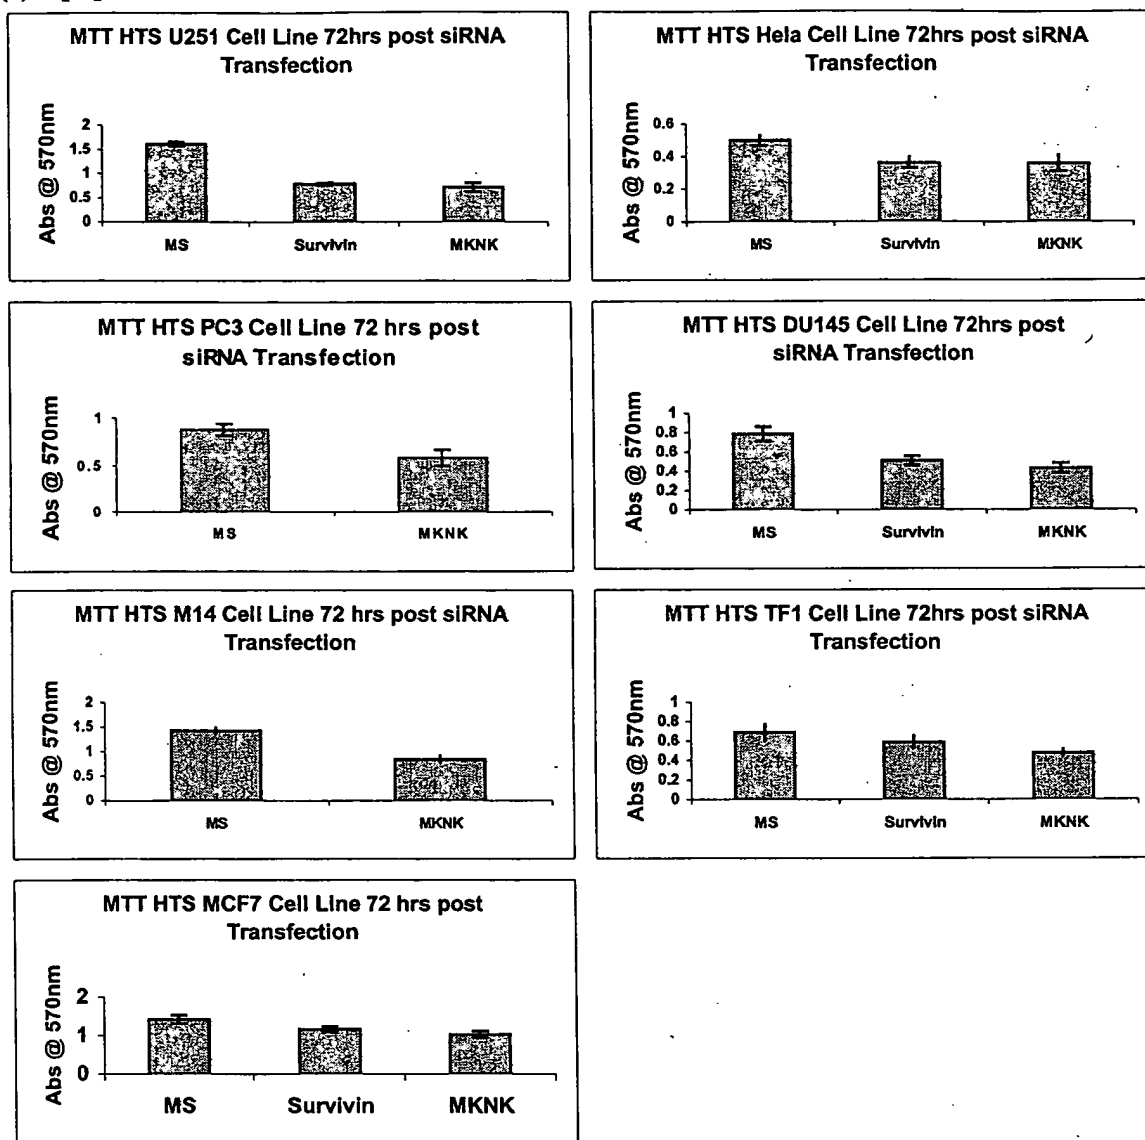 MTT HTS U251 Cell Line 72hrs post siRNA
Transfection
Abs @ 570nm
2
1.5
1
0.5
0
MS Survivin MKNK
MTT HTS Hela Cell Line 72hrs post siRNA
Transfection
Abs @ 570nm
0.6
0.4
0.2
0
MS Survivin MKNK
MTT HTS PC3 Cell Line 72 hrs post
siRNA Transfection
Abs @ 570nm
1
0.5
0
MS MKNK
MTT HTS DU145 Cell Line 72hrs post
siRNA Transfection
Abs @ 570nm
1
0.8
0.6
0.4
0.2
0
MS Survivin MKNK
MTT HTS M14 Cell Line 72 hrs post siRNA
Transfection
Abs @ 570nm
2
1.5
1
0.5
0
MS MKNK
MTT HTS TF1 Cell Line 72hrs post siRNA
Transfection
Abs @ 570nm
1
0.8
0.6
0.4
0.2
0
MS Survivin MKNK
MTT HTS MCF7 Cell Line 72 hrs post
Transfection
Abs @ 570nm
2
1
0
MS Survivin MKNK